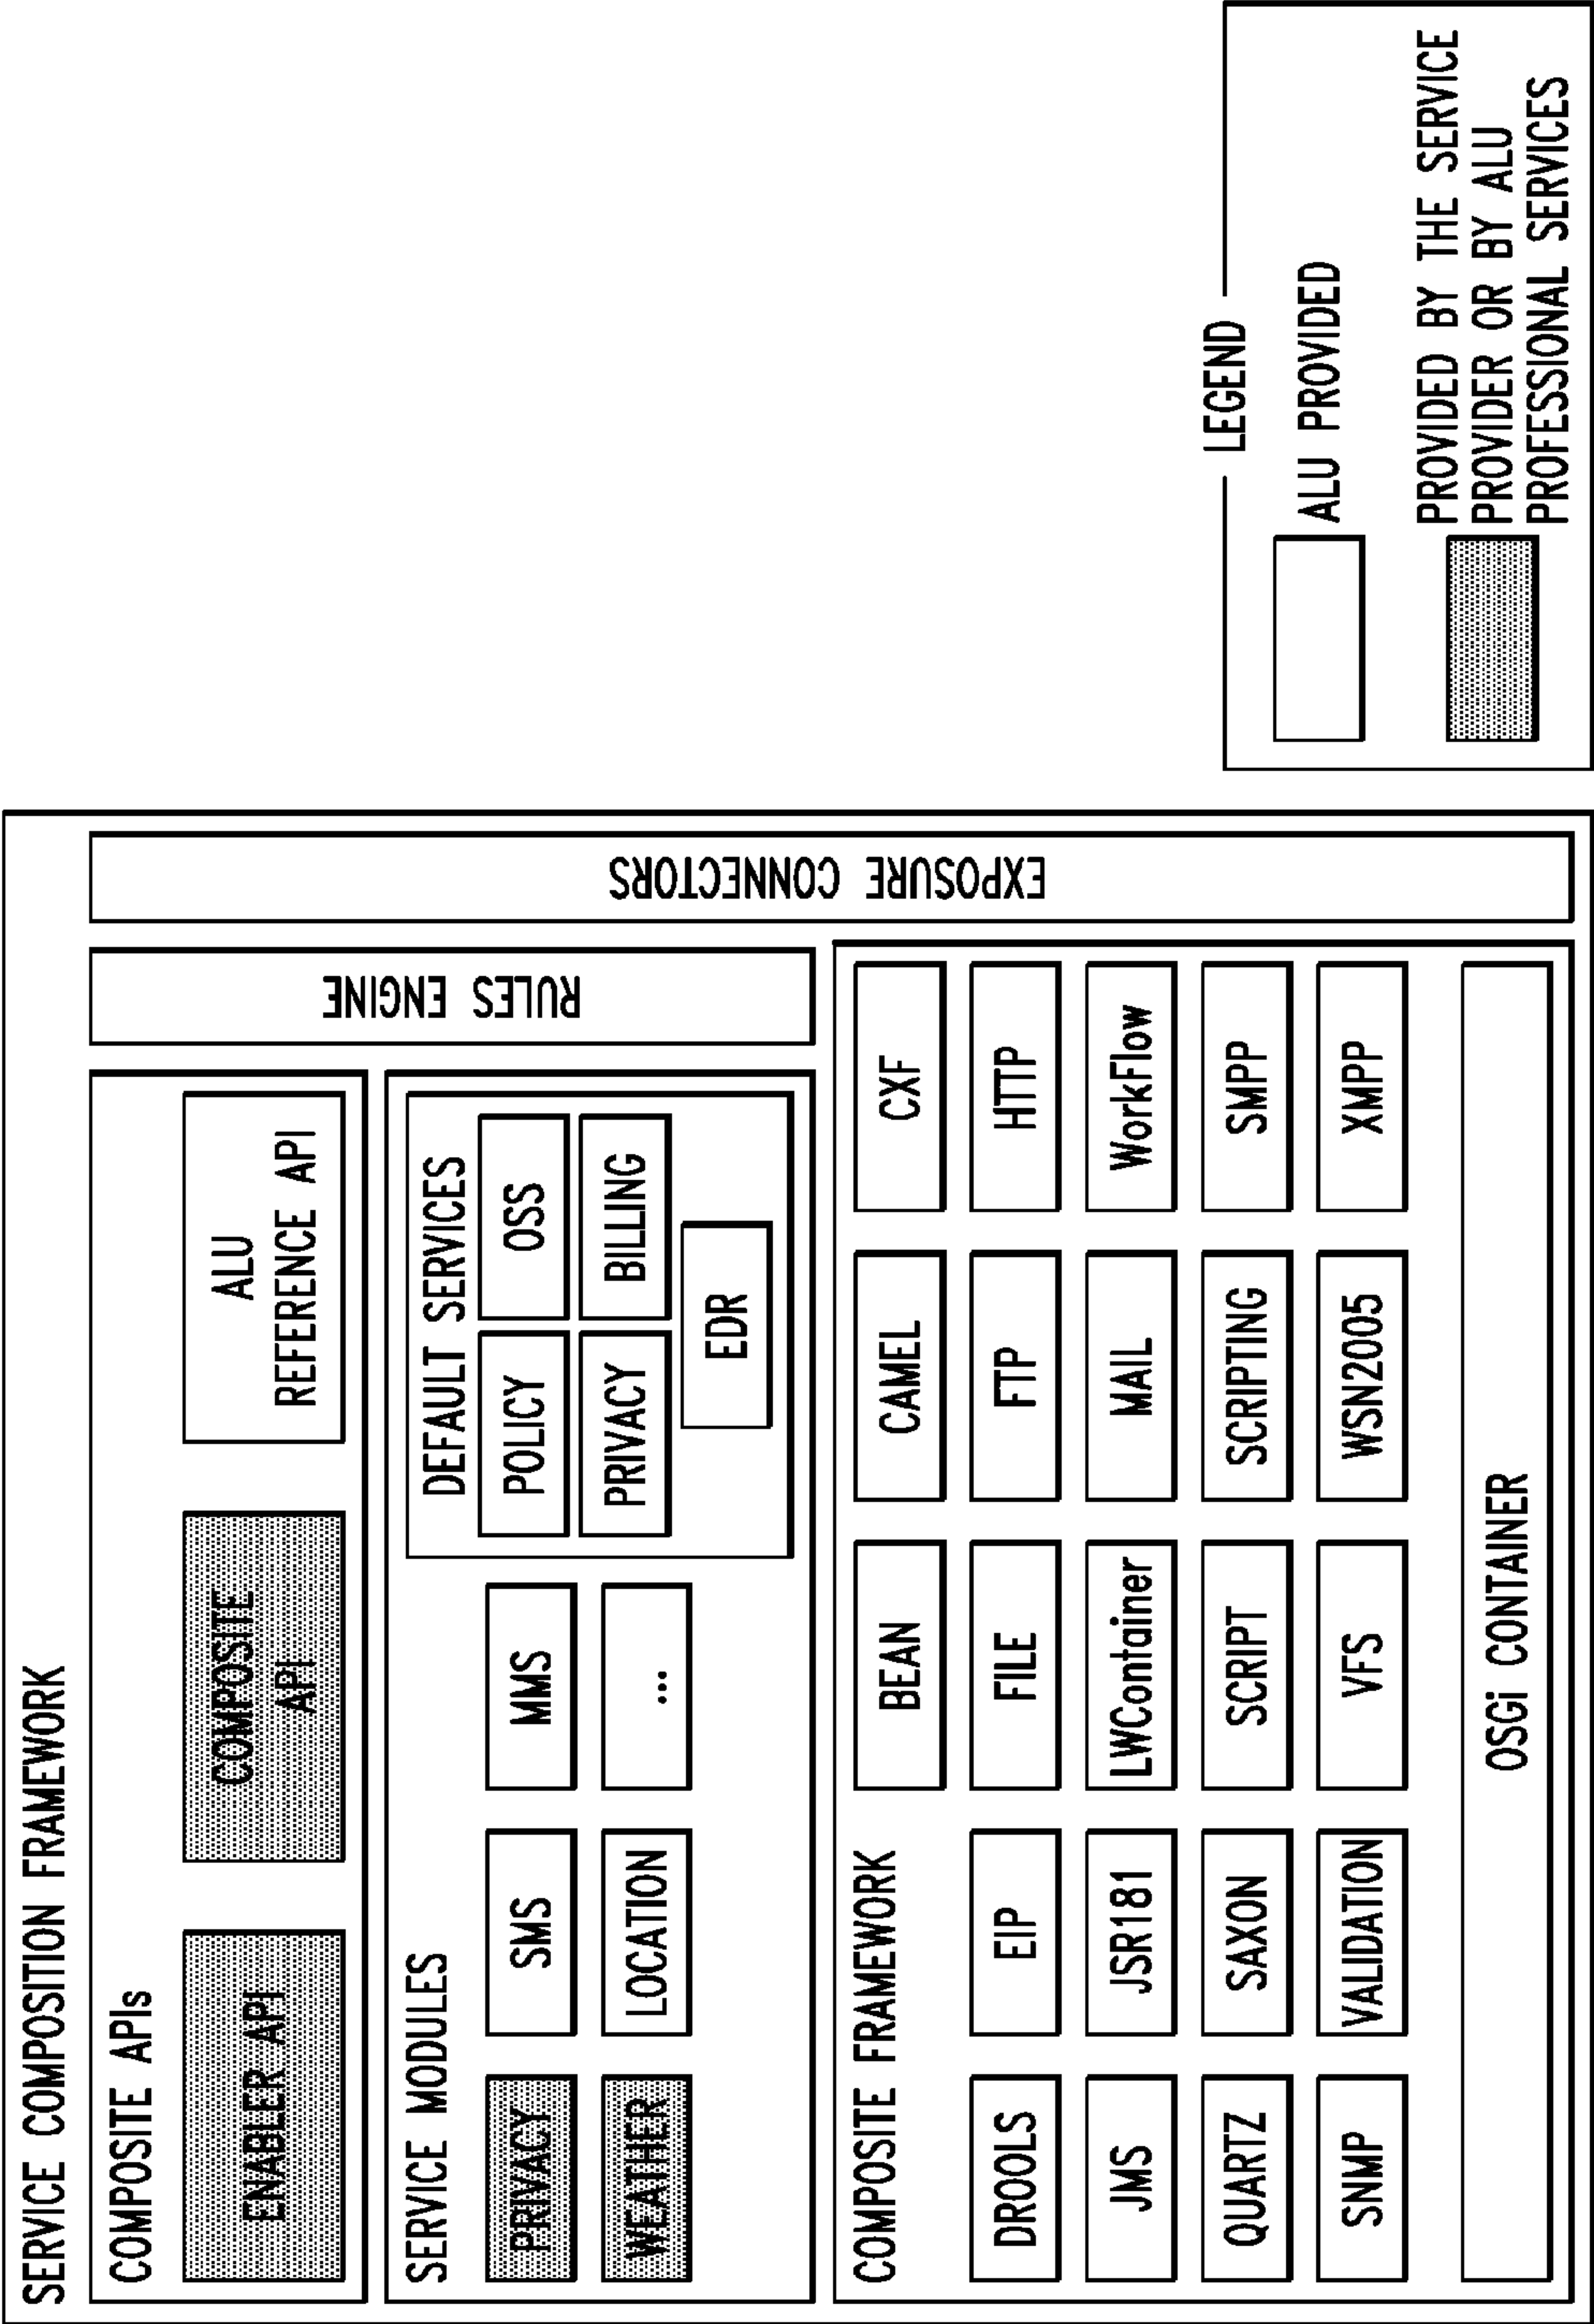 SERVICE COMPOSITION FRAMEWORK
COMPOSITE APIs
ENABLER API
COMPOSITE
API
ALU
REFERENCE API
SERVICE MODULES
PRIVACY
SMS
MMS
WEATHER
LOCATION
...
DEFAULT SERVICES
POLICY
OSS
PRIVACY
BILLING
EDR
RULES ENGINE
EXPOSURE CONNECTORS
COMPOSITE FRAMEWORK
BEAN
CAMEL
CXF
DROOLS
EIP
FILE
FTP
HTTP
JMS
JSR181
LWContainer
MAIL
WorkFlow
QUARTZ
SAXON
SCRIPT
SCRIPTING
SMPP
SNMP
VALIDATION
VFS
WSN2005
XMPP
OSGi CONTAINER
LEGEND
ALU PROVIDED
PROVIDED BY THE SERVICE
PROVIDER OR BY ALU
PROFESSIONAL SERVICES